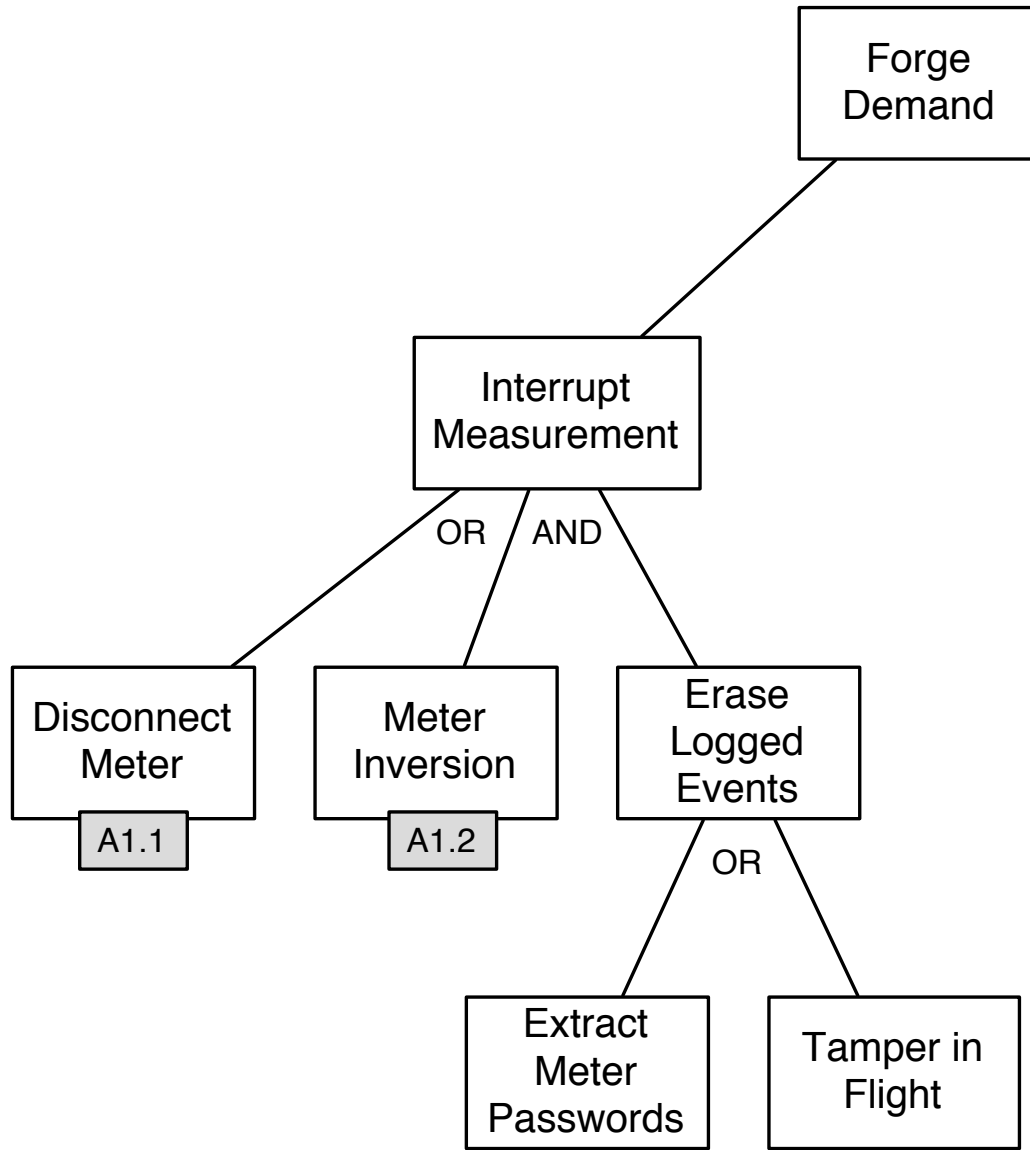 Forge
Demand
Interrupt
Measurement
OR
AND
Disconnect
Meter
A1.1
Meter
Inversion
A1.2
Erase
Logged
Events
OR
Extract
Meter
Passwords
Tamper in
Flight